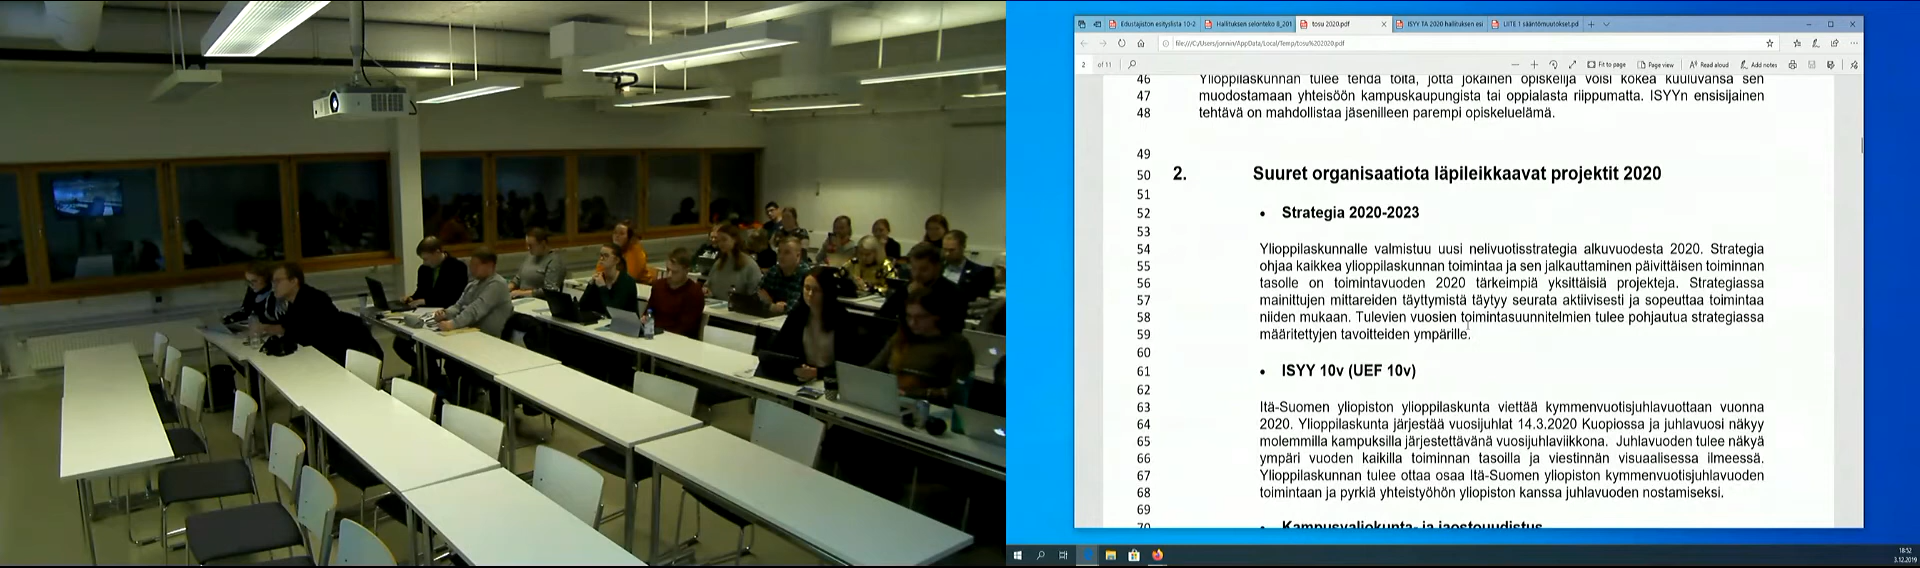 Edustajiston esityslista 10-2
Hallituksen selonteko 8_201
tosu 2020.pdf
ISYY TA 2020 hallituksen esi
LIITE 1 sääntömuutokset.pd
file:///C:/Users/jonnin/AppData/Local/Temp/tosu%202020.pdf
2 of 11
Fit to page
Page view
Read aloud
Add notes
46 Ylioppilaskunnan tulee tehdä töitä, jotta jokainen opiskelija voisi kokea kuuluvansa sen
47 muodostamaan yhteisöön kampuskaupungista tai oppialasta riippumatta. ISYYn ensisijainen
48 tehtävä on mahdollistaa jäsenilleen parempi opiskeluelämä.
49
50 2. Suuret organisaatiota läpileikkaavat projektit 2020
51
52 • Strategia 2020-2023
53
54 Ylioppilaskunnalle valmistuu uusi nelivuotisstrategia alkuvuodesta 2020. Strategia
55 ohjaa kaikkea ylioppilaskunnan toimintaa ja sen jalkauttaminen päivittäisen toiminnan
56 tasolle on toimintavuoden 2020 tärkeimpiä yksittäisiä projekteja. Strategiassa
57 mainittujen mittareiden täyttymistä täytyy seurata aktiivisesti ja sopeuttaa toimintaa
58 niiden mukaan. Tulevien vuosien toimintasuunnitelmien tulee pohjautua strategiassa
59 määritettyjen tavoitteiden ympärille.
60
61 • ISYY 10v (UEF 10v)
62
63 Itä-Suomen yliopiston ylioppilaskunta viettää kymmenvuotisjuhlavuottaan vuonna
64 2020. Ylioppilaskunta järjestää vuosijuhlat 14.3.2020 Kuopiossa ja juhlavuosi näkyy
65 molemmilla kampuksilla järjestettävänä vuosijuhlaviikkona. Juhlavuoden tulee näkyä
66 ympäri vuoden kaikilla toiminnan tasoilla ja viestinnän visuaalisessa ilmeessä.
67 Ylioppilaskunnan tulee ottaa osaa Itä-Suomen yliopiston kymmenvuotisjuhlavuoden
68 toimintaan ja pyrkiä yhteistyöhön yliopiston kanssa juhlavuoden nostamiseksi.
69
70 • Kampusvaliokunta- ja jaostouudistus
18:52
3.12.2019